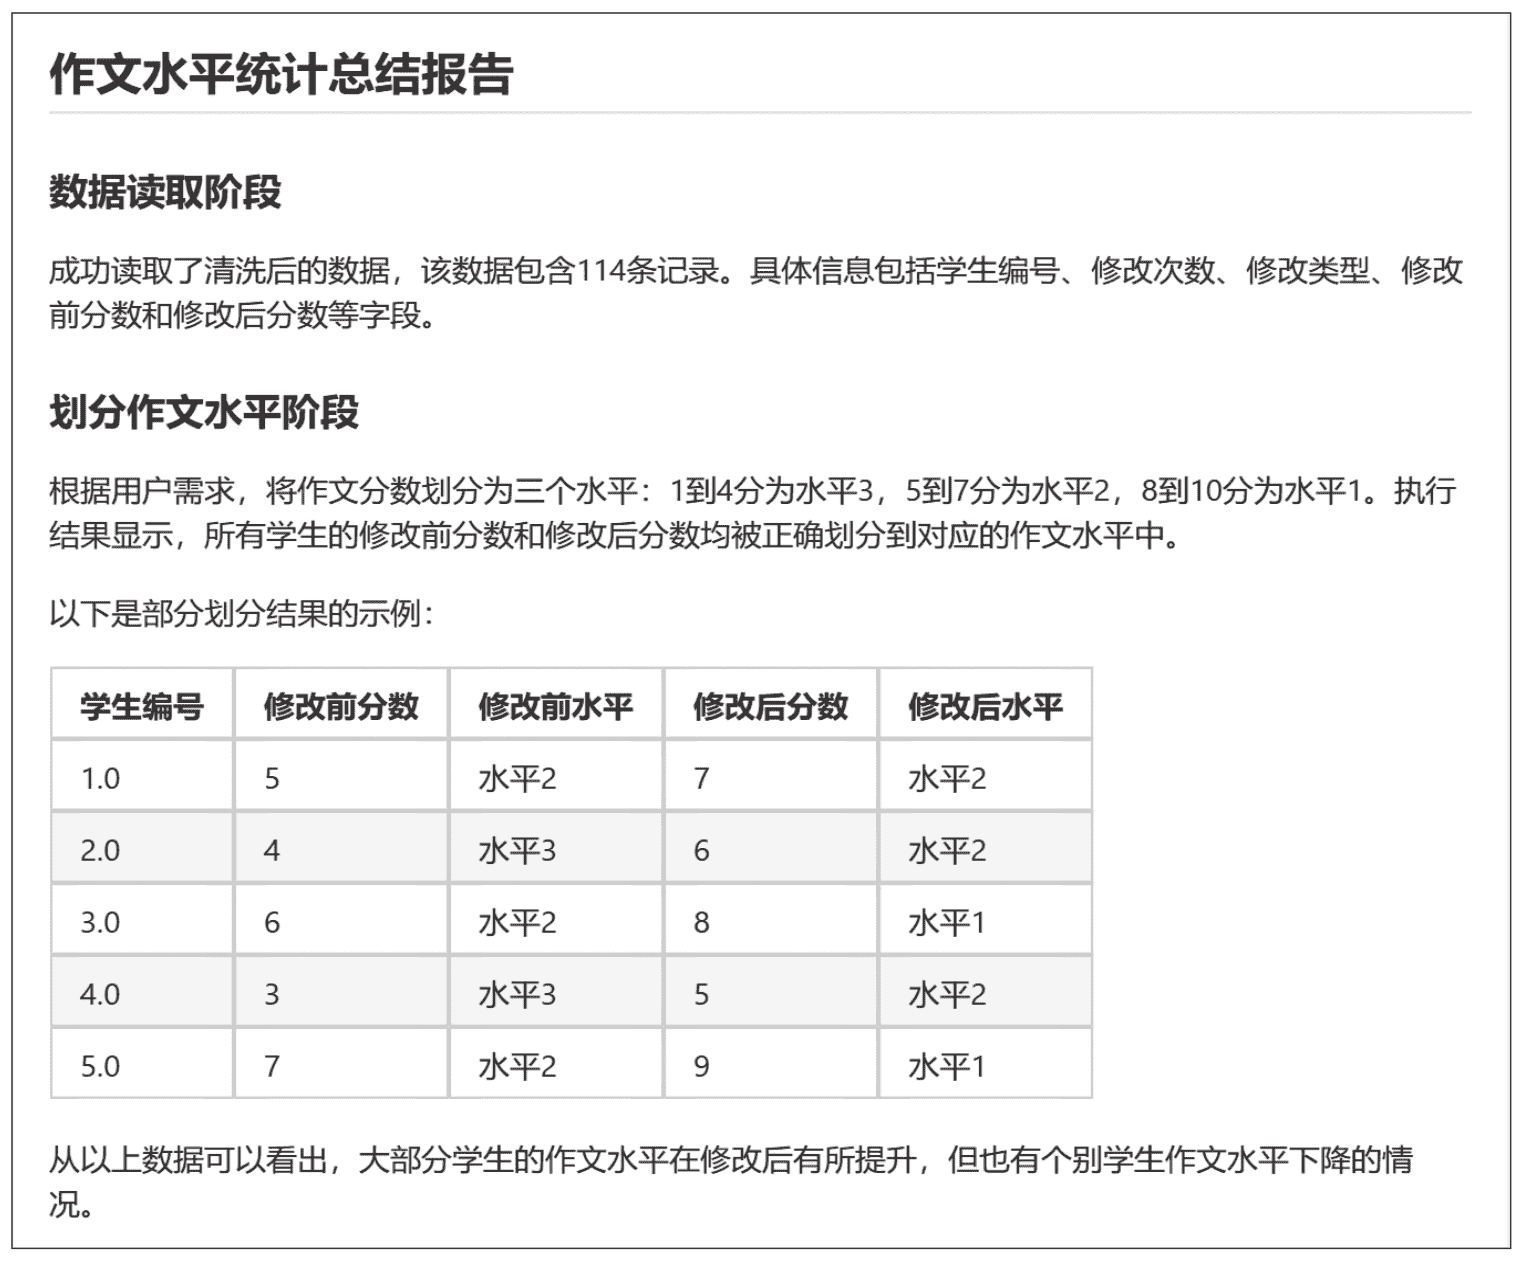 作文水平统计总结报告
数据读取阶段
成功读取了清洗后的数据，该数据包含114条记录。具体信息包括学生编号、修改次数、修改类型、修改
前分数和修改后分数等字段。
划分作文水平阶段
根据用户需求，将作文分数划分为三个水平：1到4分为水平3，5到7分为水平2，8到10分为水平1。执行
结果显示，所有学生的修改前分数和修改后分数均被正确划分到对应的作文水平中。
以下是部分划分结果的示例：
学生编号 修改前分数 修改前水平 修改后分数 修改后水平
1.0 5 水平2 7 水平2
2.0 4 水平3 6 水平2
3.0 6 水平2 8 水平1
4.0 3 水平3 5 水平2
5.0 7 水平2 9 水平1
从以上数据可以看出，大部分学生的作文水平在修改后有所提升，但也有个别学生作文水平下降的情
况。